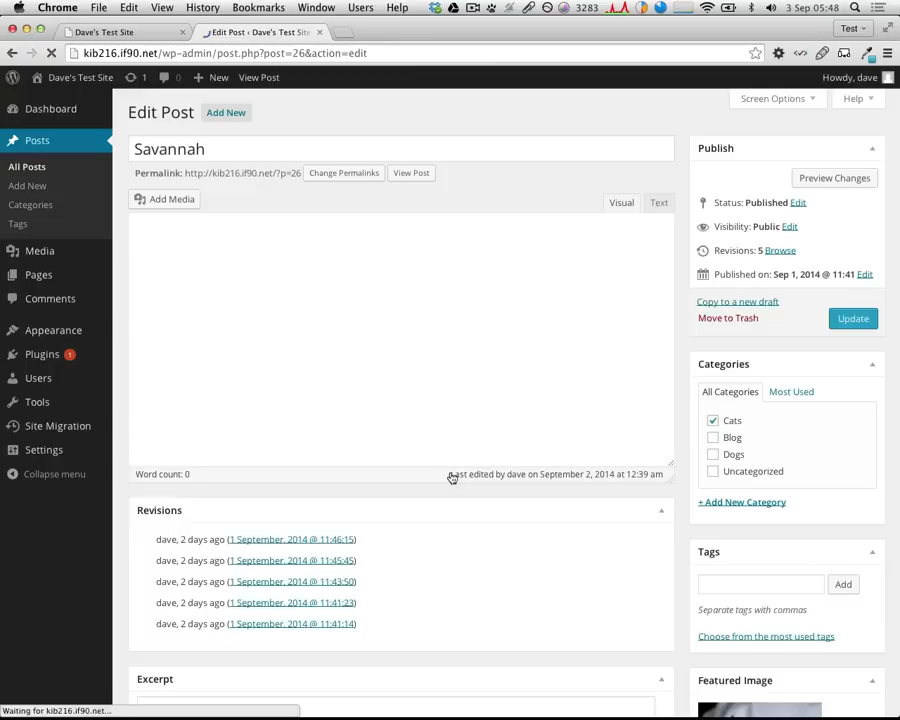 Chrome File Edit View History Bookmarks Window Users Help 3283 3 Sep 05:48
Dave's Test Site Edit Post ‹ Dave's Test Site Test
kib216.if90.net/wp-admin/post.php?post=26&action=edit
Dave's Test Site 1 0 New View Post Howdy, dave
Screen Options Help
Dashboard
Posts
All Posts
Add New
Categories
Tags
Media
Pages
Comments
Appearance
Plugins 1
Users
Tools
Site Migration
Settings
Collapse menu
Edit Post Add New
Savannah
Permalink: http://kib216.if90.net/?p=26 Change Permalinks View Post
Add Media Visual Text
Word count: 0 Last edited by dave on September 2, 2014 at 12:39 am
Revisions
dave, 2 days ago (1 September, 2014 @ 11:46:15)
dave, 2 days ago (1 September, 2014 @ 11:45:45)
dave, 2 days ago (1 September, 2014 @ 11:43:50)
dave, 2 days ago (1 September, 2014 @ 11:41:23)
dave, 2 days ago (1 September, 2014 @ 11:41:14)
Excerpt
Publish
Preview Changes
Status: Published Edit
Visibility: Public Edit
Revisions: 5 Browse
Published on: Sep 1, 2014 @ 11:41 Edit
Copy to a new draft
Move to Trash Update
Categories
All Categories Most Used
Cats
Blog
Dogs
Uncategorized
+ Add New Category
Tags
Add
Separate tags with commas
Choose from the most used tags
Featured Image
Waiting for kib216.if90.net...